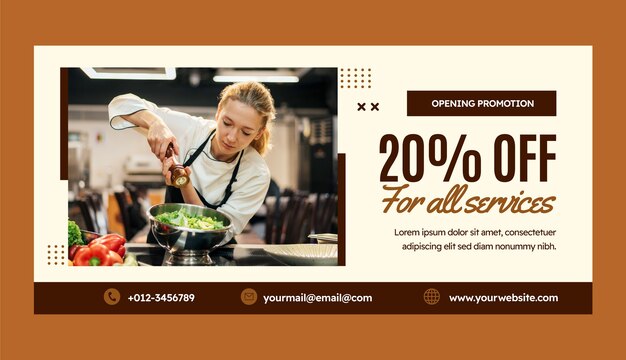 OPENING PROMOTION
20% OFF
For all services
Lorem ipsum dolor sit amet,
consectetuer adipiscing elit, sed
diam nonummy euismod nibh.
+012-3456789
yourmail@email@com
www.yourwebsite.com